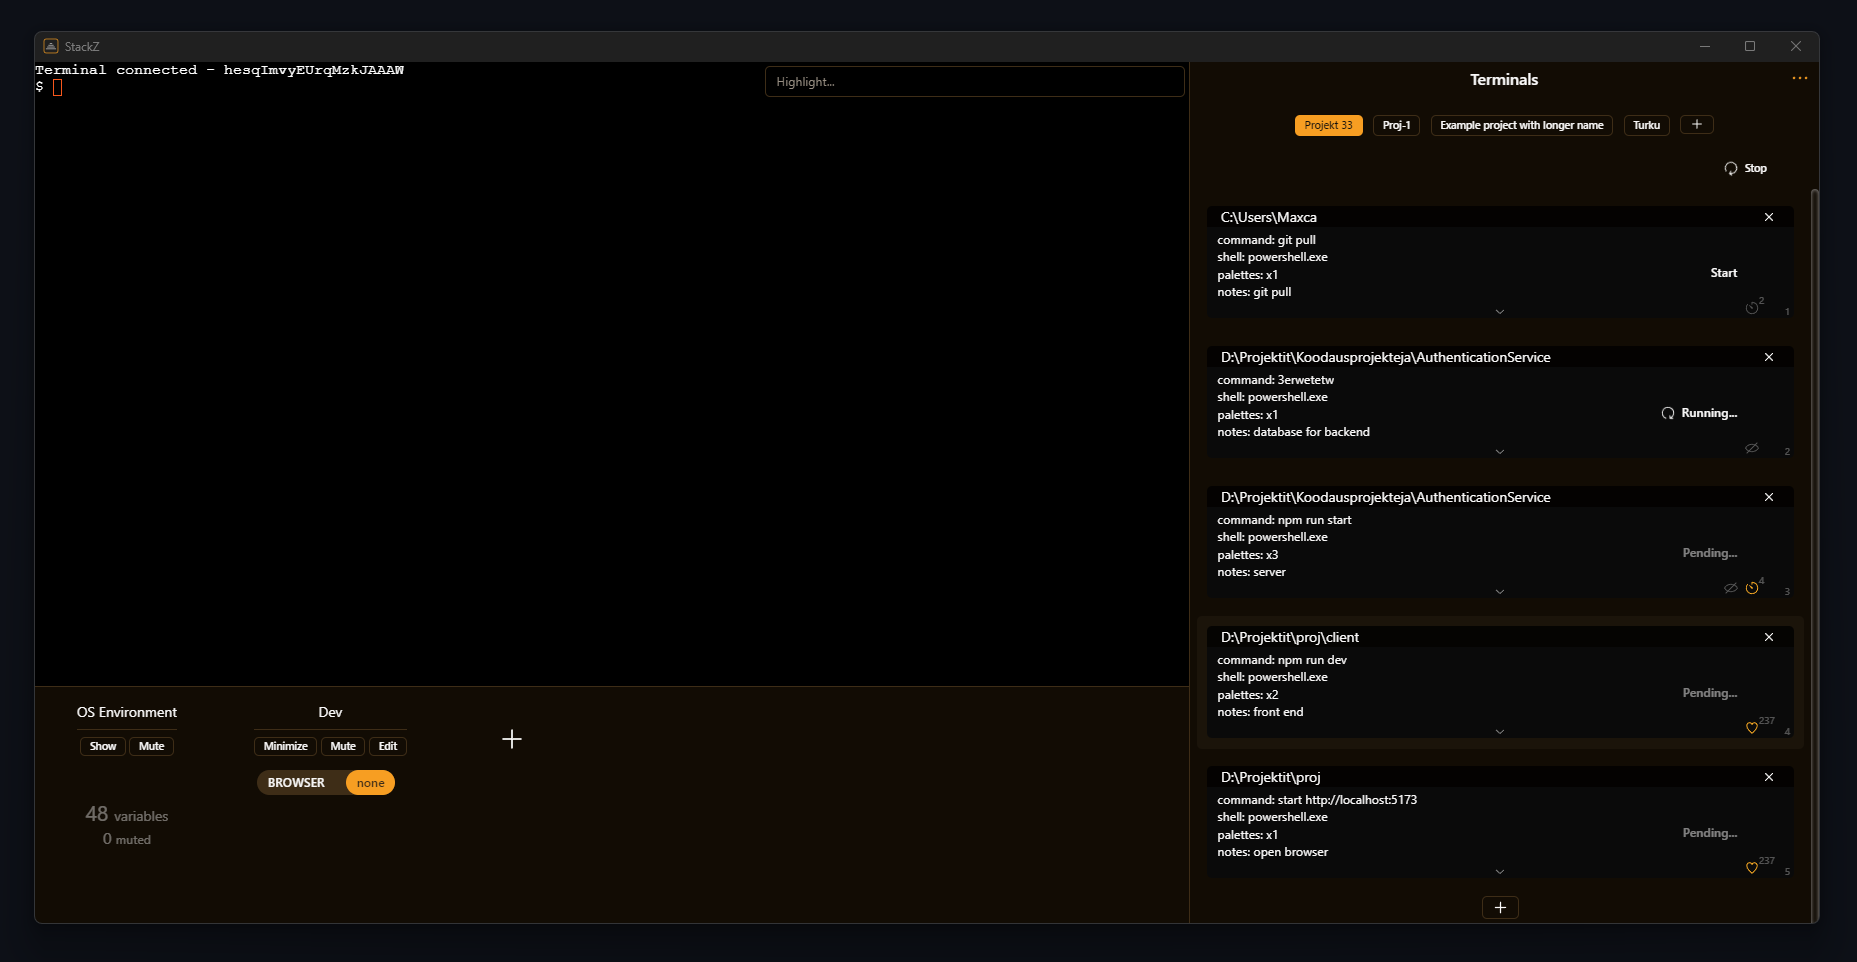 StackZ
Terminal connected - hesqImvyEUrqMzkJAAAW
$
Highlight...
Terminals
...
Projekt 33
Proj-1
Example project with longer name
Turku
+
Stop
C:\Users\Maxca
command: git pull
shell: powershell.exe
palettes: x1
notes: git pull
Start
2
1
D:\Projektit\Koodausprojekteja\AuthenticationService
command: 3erwetetw
shell: powershell.exe
palettes: x1
notes: database for backend
Running...
2
D:\Projektit\Koodausprojekteja\AuthenticationService
command: npm run start
shell: powershell.exe
palettes: x3
notes: server
Pending...
4
3
D:\Projektit\proj\client
command: npm run dev
shell: powershell.exe
palettes: x2
notes: front end
Pending...
237
4
D:\Projektit\proj
command: start http://localhost:5173
shell: powershell.exe
palettes: x1
notes: open browser
Pending...
237
5
+
OS Environment
Show
Mute
48 variables
0 muted
Dev
Minimize
Mute
Edit
BROWSER
none
+